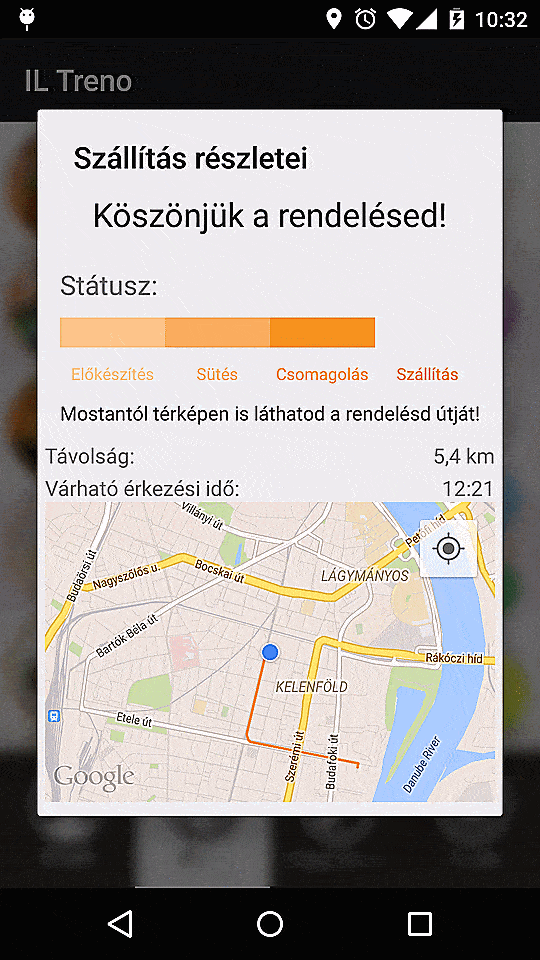 10:32
IL Treno
Szállítás részletei
Köszönjük a rendelésed!
Státusz:
Előkészítés Sütés Csomagolás Szállítás
Mostantól térképen is láthatod a rendelésd útját!
Távolság: 5,4 km
Várható érkezési idő: 12:21
Villányi út
Petőfi híd
Budaörsi út
Nagyszőlős u.
Bocskai út
LÁGYMÁNYOS
Bartók Béla út
Rákóczi híd
KELENFÖLD
Etele út
Szerémi út
Budafoki út
Danube River
Google